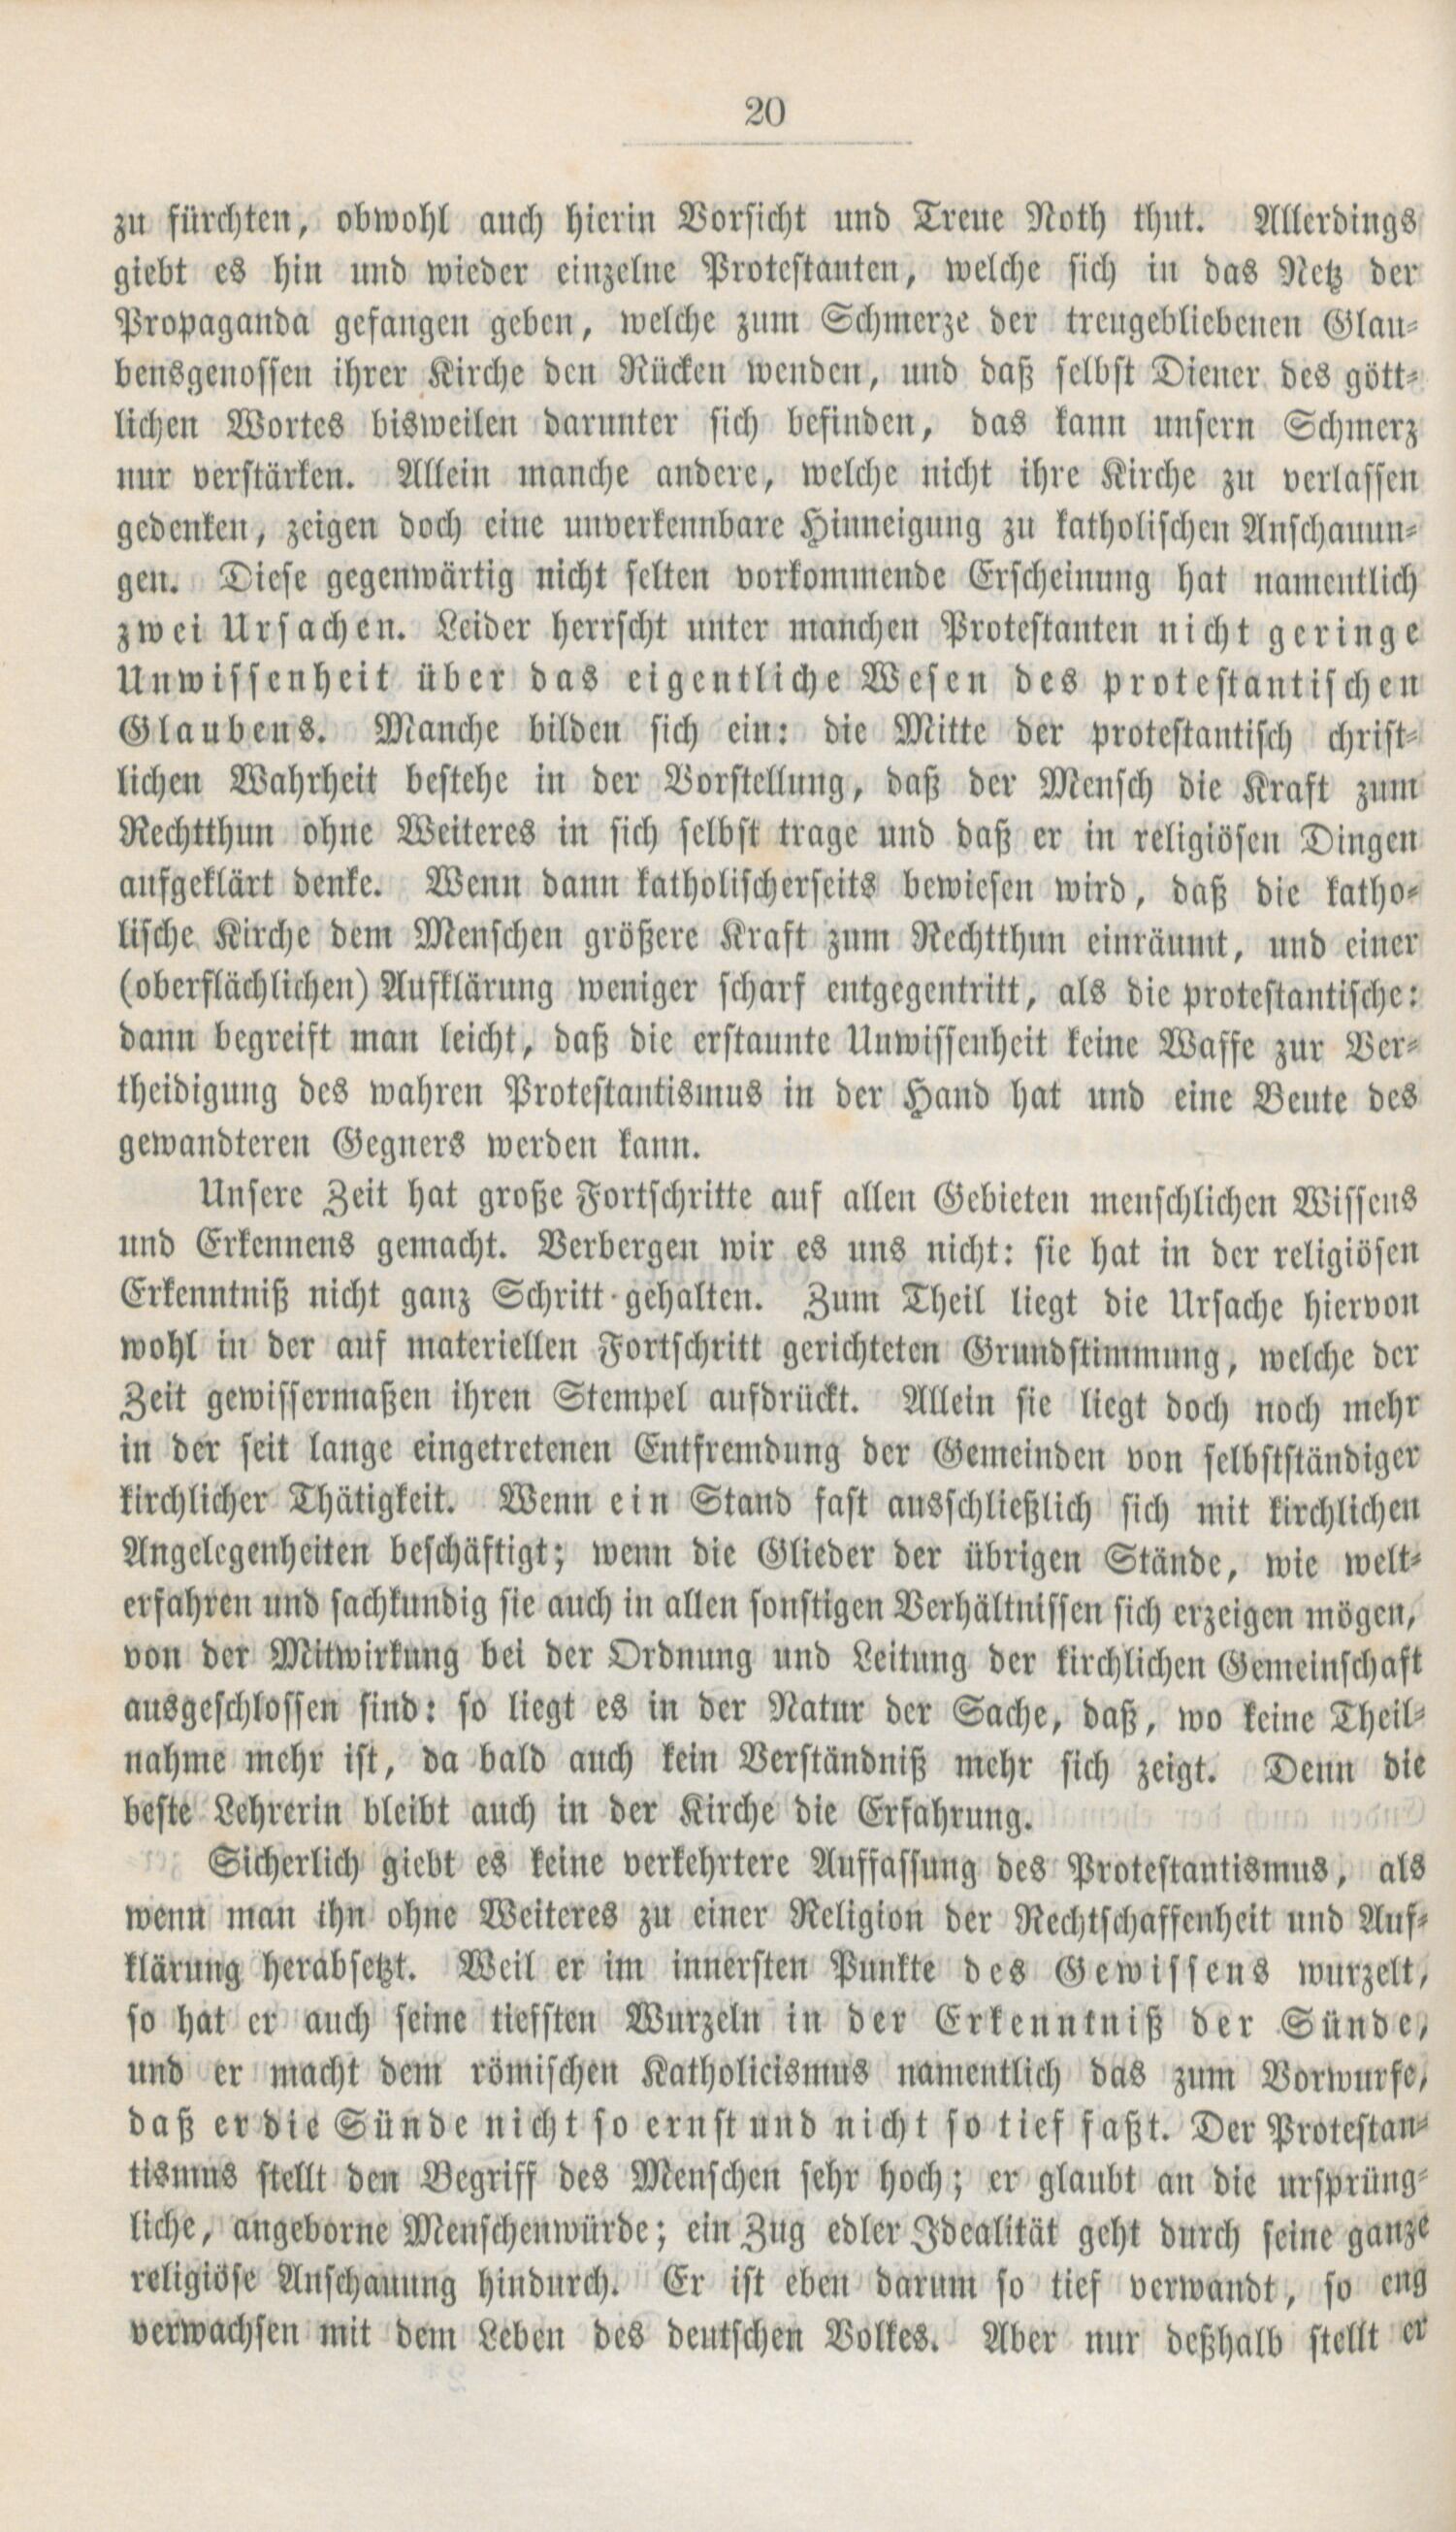 20
zu fürchten, obwohl auch hierin Vorsicht und Treue Noth thut. Allerdings
giebt es hin und wieder einzelne Protestanten, welche sich in das Netz der
Propaganda gefangen geben, welche zum Schmerze der treugebliebenen Glau-
bensgenossen ihrer Kirche den Rücken wenden, und daß selbst Diener des gött-
lichen Wortes bisweilen darunter sich befinden, das kann unsern Schmerz
nur verstärken. Allein manche andere, welche nicht ihre Kirche zu verlassen
gedenken, zeigen doch eine unverkennbare Hinneigung zu katholischen Anschauun-
gen. Diese gegenwärtig nicht selten vorkommende Erscheinung hat namentlich
zwei Ursachen. Leider herrscht unter manchen Protestanten nicht geringe
Unwissenheit über das eigentliche Wesen des protestantischen
Glaubens. Manche bilden sich ein: die Mitte der protestantisch christ-
lichen Wahrheit bestehe in der Vorstellung, daß der Mensch die Kraft zum
Rechtthun ohne Weiteres in sich selbst trage und daß er in religiösen Dingen
aufgeklärt denke. Wenn dann katholischerseits bewiesen wird, daß die katho-
lische Kirche dem Menschen größere Kraft zum Rechtthun einräumt, und einer
(oberflächlichen) Aufklärung weniger scharf entgegentritt, als die protestantische:
dann begreift man leicht, daß die erstaunte Unwissenheit keine Waffe zur Ver-
theidigung des wahren Protestantismus in der Hand hat und eine Beute des
gewandteren Gegners werden kann.
Unsere Zeit hat große Fortschritte auf allen Gebieten menschlichen Wissens
und Erkennens gemacht. Verbergen wir es uns nicht: sie hat in der religiösen
Erkenntniß nicht ganz Schritt gehalten. Zum Theil liegt die Ursache hiervon
wohl in der auf materiellen Fortschritt gerichteten Grundstimmung, welche der
Zeit gewissermaßen ihren Stempel aufdrückt. Allein sie liegt doch noch mehr
in der seit lange eingetretenen Entfremdung der Gemeinden von selbstständiger
kirchlicher Thätigkeit. Wenn ein Stand fast ausschließlich sich mit kirchlichen
Angelegenheiten beschäftigt; wenn die Glieder der übrigen Stände, wie welt-
erfahren und sachkundig sie auch in allen sonstigen Verhältnissen sich erzeigen mögen,
von der Mitwirkung bei der Ordnung und Leitung der kirchlichen Gemeinschaft
ausgeschlossen sind: so liegt es in der Natur der Sache, daß, wo keine Theil-
nahme mehr ist, da bald auch kein Verständniß mehr sich zeigt. Denn die
beste Lehrerin bleibt auch in der Kirche die Erfahrung.
Sicherlich giebt es keine verkehrtere Auffassung des Protestantismus, als
wenn man ihn ohne Weiteres zu einer Religion der Rechtschaffenheit und Auf-
klärung herabsetzt. Weil er im innersten Punkte des Gewissens wurzelt,
so hat er auch seine tiefsten Wurzeln in der Erkenntniß der Sünde,
und er macht dem römischen Katholicismus namentlich das zum Vorwurfe,
daß er die Sünde nicht so ernst und nicht so tief faßt. Der Protestan-
tismus stellt den Begriff des Menschen sehr hoch; er glaubt an die ursprüng-
liche, angeborne Menschenwürde; ein Zug edler Idealität geht durch seine ganze
religiöse Anschauung hindurch. Er ist eben darum so tief verwandt, so eng
verwachsen mit dem Leben des deutschen Volkes. Aber nur deßhalb stellt er